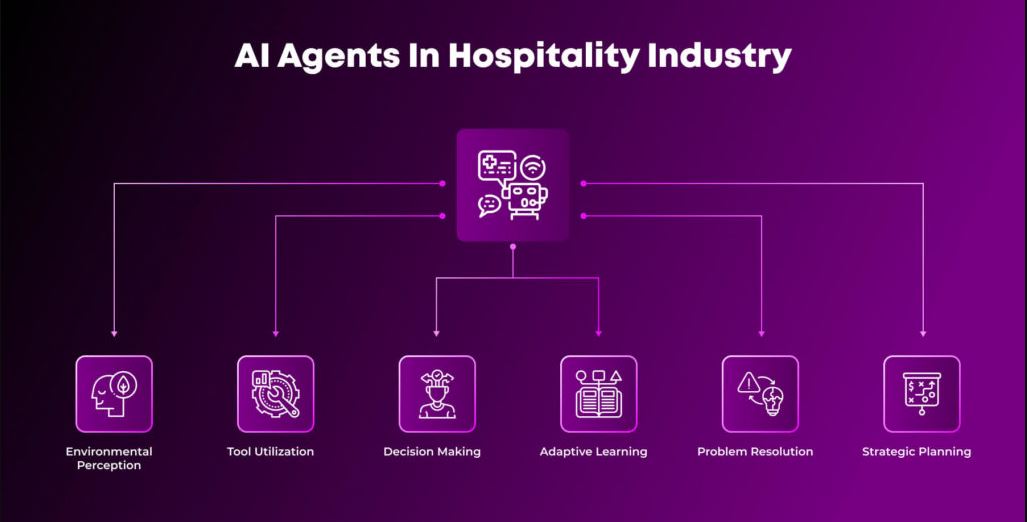 AI Agents In Hospitality Industry
Environmental
Perception
Tool Utilization
Decision Making
Adaptive Learning
Problem Resolution
Strategic Planning